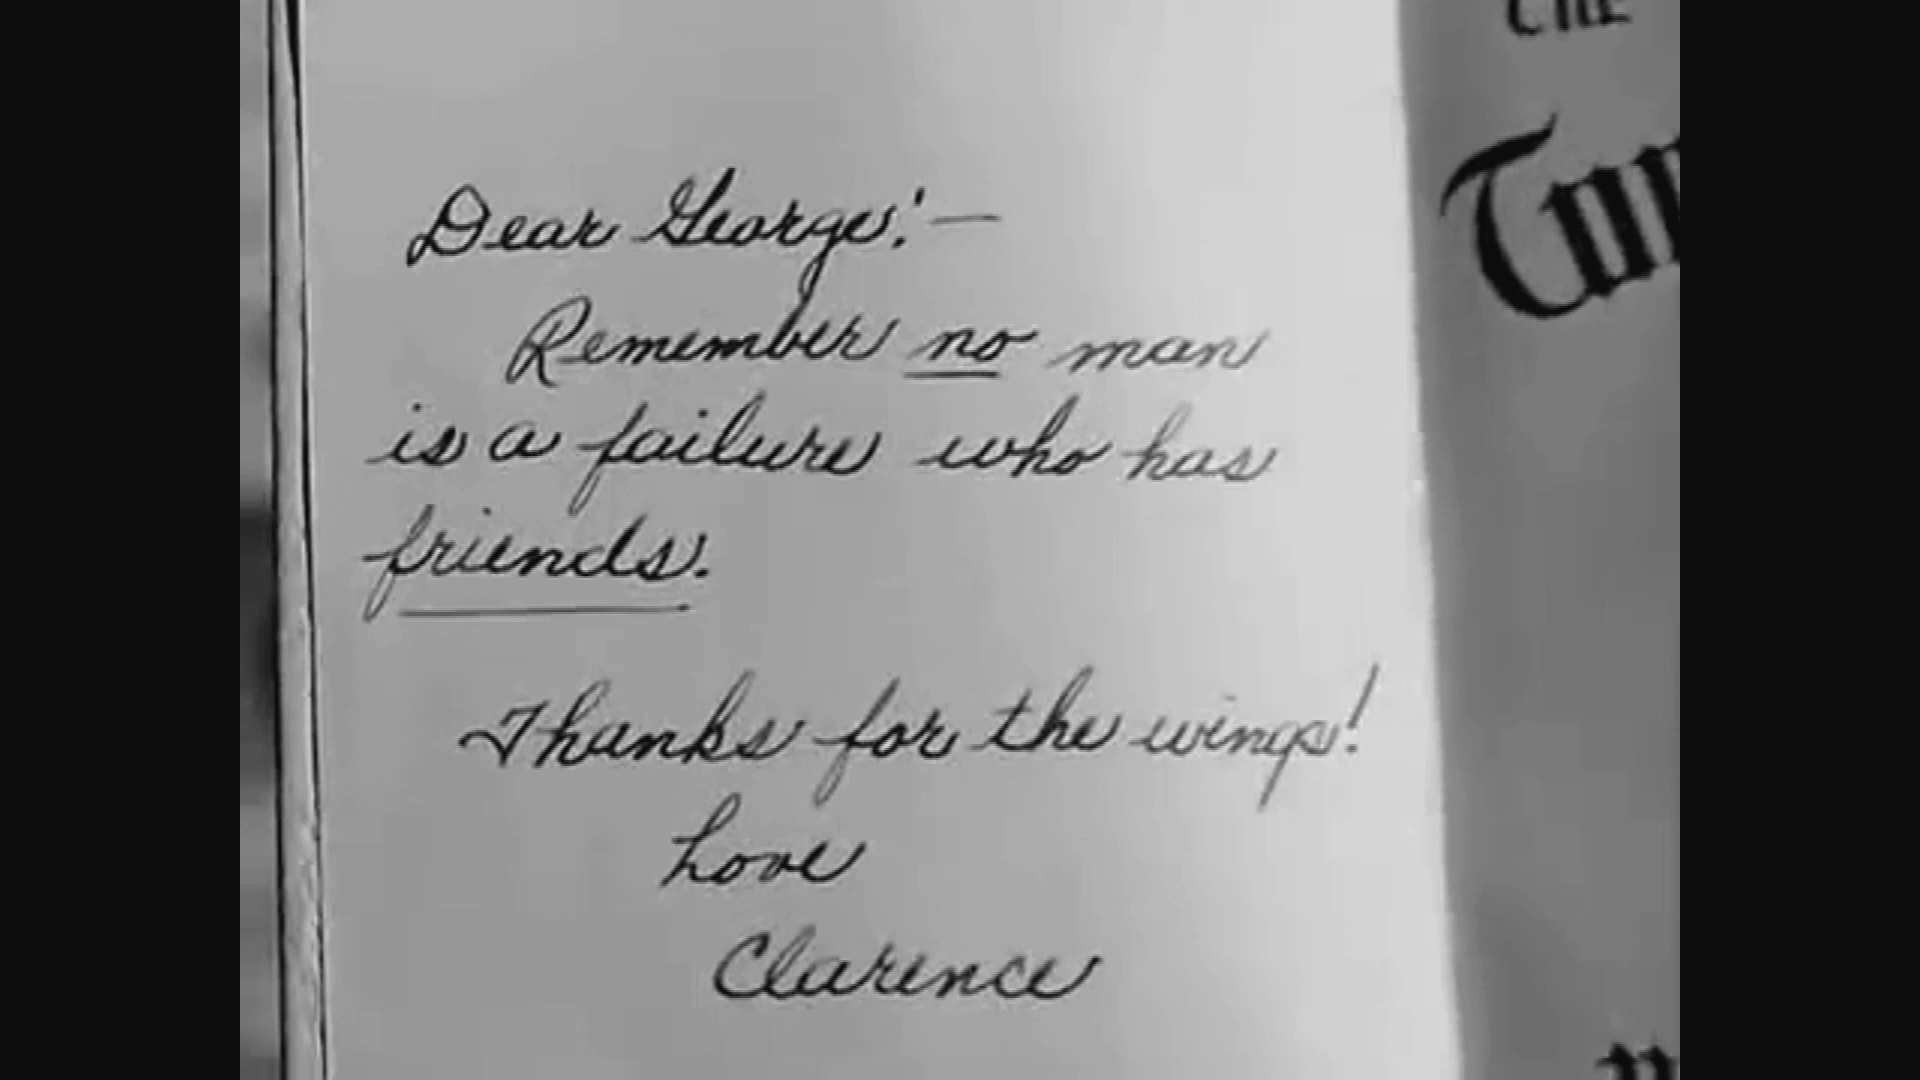 Dear George:—
Remember no man
is a failure who has
friends.
Thanks for the wings!
Love
Clarence